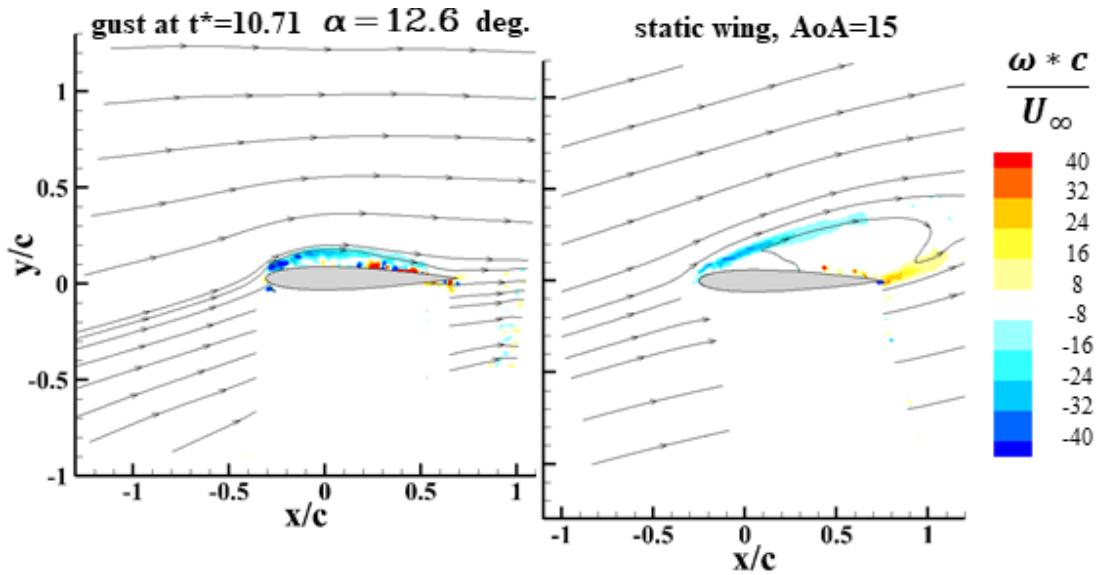 gust at t*=10.71 α = 12.6 deg.
static wing, AoA=15
ω * c
U∞
y/c
1
0.5
0
-0.5
-1
-1 -0.5 0 0.5 1
x/c
-1 -0.5 0 0.5 1
x/c
40
32
24
16
8
-8
-16
-24
-32
-40